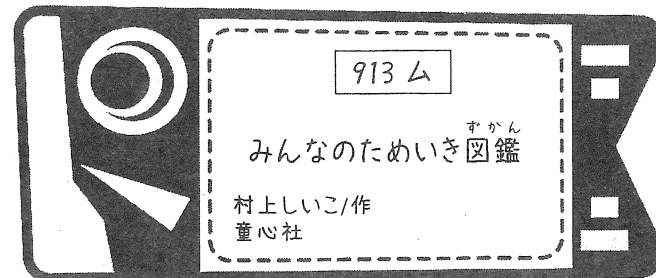 913 ム
みんなのためいき図鑑
ずかん
村上しいこ/作
童心社